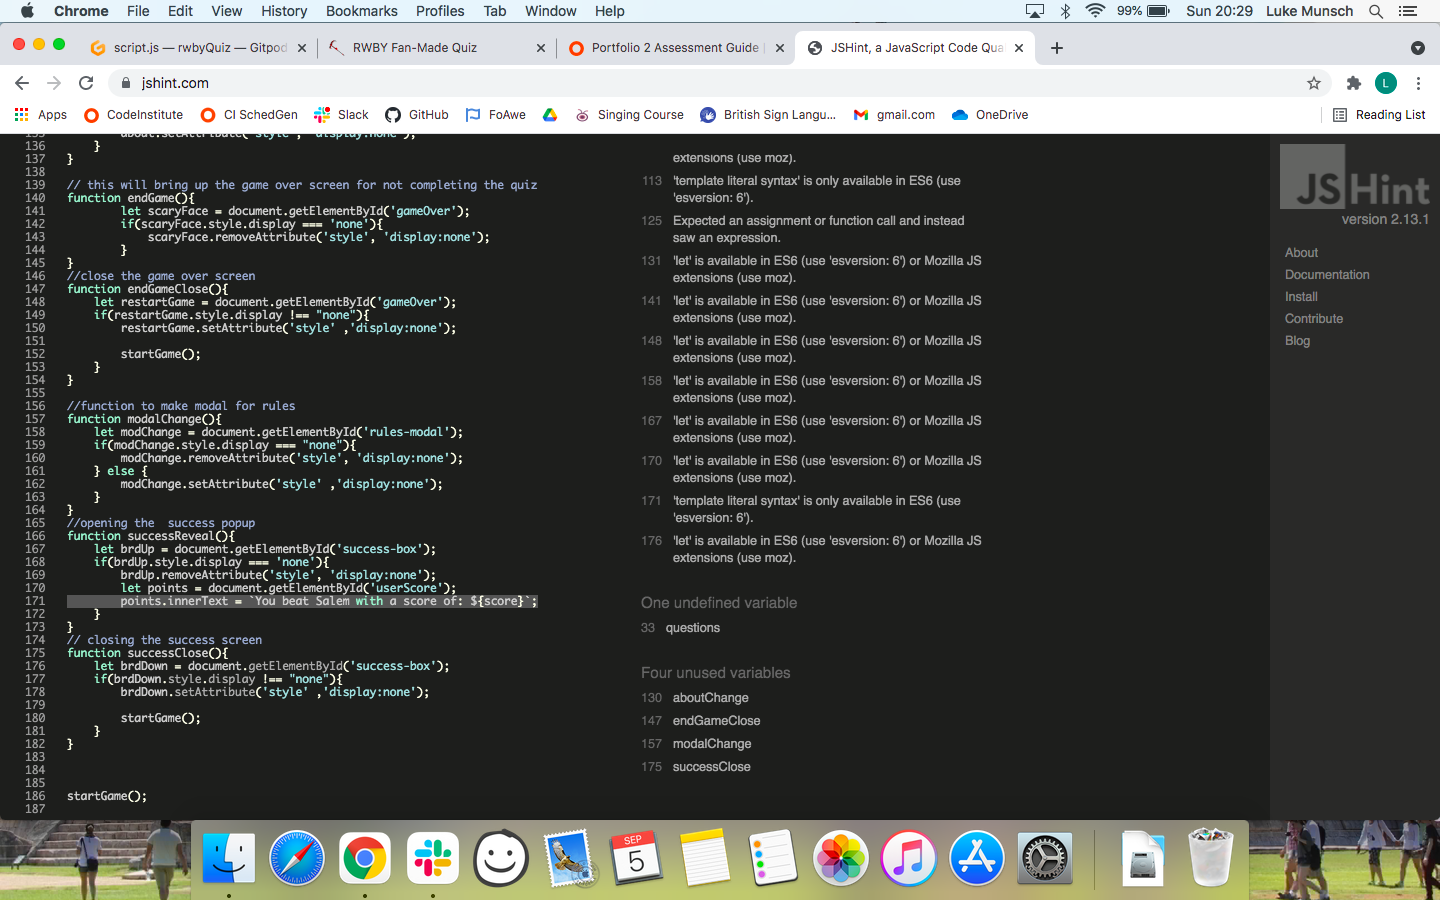 Chrome File Edit View History Bookmarks Profiles Tab Window Help 99% Sun 20:29 Luke Munsch
script.js — rwbyQuiz — Gitpod RWBY Fan-Made Quiz Portfolio 2 Assessment Guide JSHint, a JavaScript Code Qua
jshint.com L
Apps CodeInstitute CI SchedGen Slack GitHub FoAwe Singing Course British Sign Langu... gmail.com OneDrive Reading List
135 about.setAttribute('style', 'display:none');
136 }
137 }
138
139 // this will bring up the game over screen for not completing the quiz
140 function endGame(){
141 let scaryFace = document.getElementById('gameOver');
142 if(scaryFace.style.display === 'none'){
143 scaryFace.removeAttribute('style', 'display:none');
144 }
145 }
146 //close the game over screen
147 function endGameClose(){
148 let restartGame = document.getElementById('gameOver');
149 if(restartGame.style.display !== "none"){
150 restartGame.setAttribute('style' ,'display:none');
151
152 startGame();
153 }
154 }
155
156 //function to make modal for rules
157 function modalChange(){
158 let modChange = document.getElementById('rules-modal');
159 if(modChange.style.display === "none"){
160 modChange.removeAttribute('style', 'display:none');
161 } else {
162 modChange.setAttribute('style' ,'display:none');
163 }
164 }
165 //opening the  success popup
166 function successReveal(){
167 let brdUp = document.getElementById('success-box');
168 if(brdUp.style.display === 'none'){
169 brdUp.removeAttribute('style', 'display:none');
170 let points = document.getElementById('userScore');
171 points.innerText = `You beat Salem with a score of: ${score}`;
172 }
173 }
174 // closing the success screen
175 function successClose(){
176 let brdDown = document.getElementById('success-box');
177 if(brdDown.style.display !== "none"){
178 brdDown.setAttribute('style' ,'display:none');
179
180 startGame();
181 }
182 }
183
184
185
186 startGame();
187
extensions (use moz).
113 'template literal syntax' is only available in ES6 (use
'esversion: 6').
125 Expected an assignment or function call and instead
saw an expression.
131 'let' is available in ES6 (use 'esversion: 6') or Mozilla JS
extensions (use moz).
141 'let' is available in ES6 (use 'esversion: 6') or Mozilla JS
extensions (use moz).
148 'let' is available in ES6 (use 'esversion: 6') or Mozilla JS
extensions (use moz).
158 'let' is available in ES6 (use 'esversion: 6') or Mozilla JS
extensions (use moz).
167 'let' is available in ES6 (use 'esversion: 6') or Mozilla JS
extensions (use moz).
170 'let' is available in ES6 (use 'esversion: 6') or Mozilla JS
extensions (use moz).
171 'template literal syntax' is only available in ES6 (use
'esversion: 6').
176 'let' is available in ES6 (use 'esversion: 6') or Mozilla JS
extensions (use moz).
One undefined variable
33 questions
Four unused variables
130 aboutChange
147 endGameClose
157 modalChange
175 successClose
JSHint
version 2.13.1
About
Documentation
Install
Contribute
Blog
SEP
5